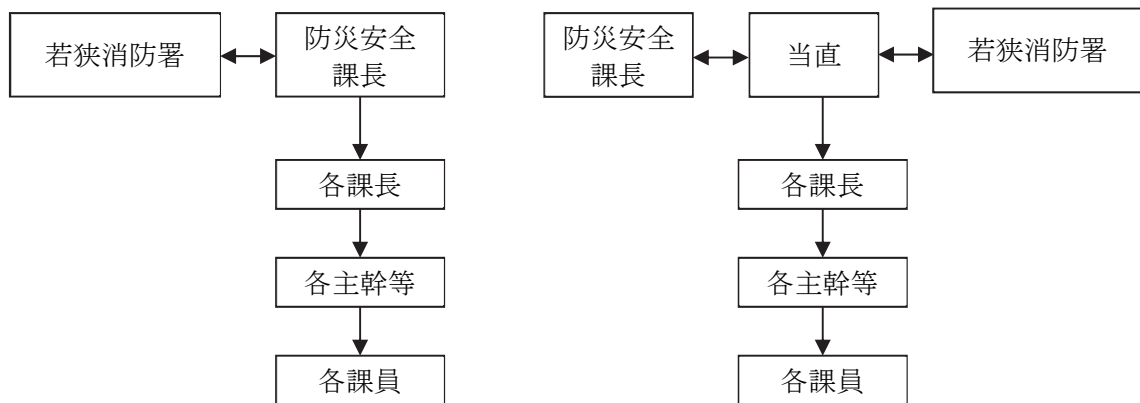 若狭消防署
防災安全
課長
各課長
各主幹等
各課員
防災安全
課長
当直
若狭消防署
各課長
各主幹等
各課員